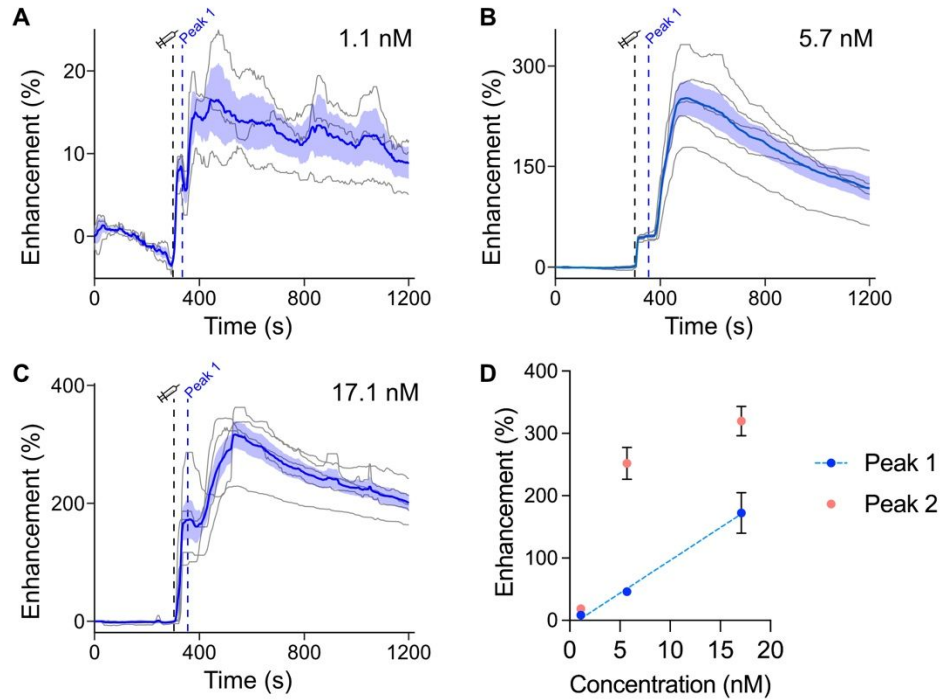 A
Peak 1
1.1 nM
Enhancement (%)
20
10
0
0 400 800 1200
Time (s)
B
Peak 1
5.7 nM
Enhancement (%)
300
150
0
0 400 800 1200
Time (s)
C
Peak 1
17.1 nM
Enhancement (%)
400
200
0
0 400 800 1200
Time (s)
D
Enhancement (%)
400
300
200
100
0
0 5 10 15 20
Concentration (nM)
Peak 1
Peak 2